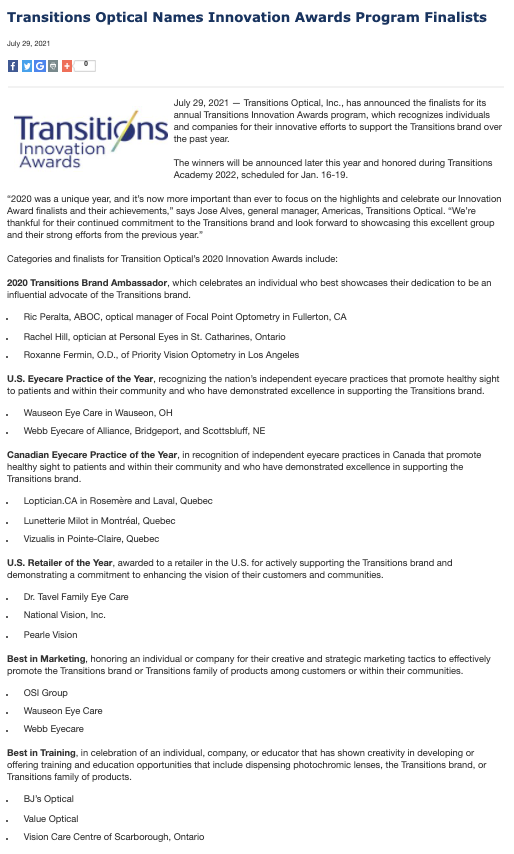 Transitions Optical Names Innovation Awards Program Finalists
July 29, 2021
0
Transitions
Innovation
Awards
July 29, 2021 — Transitions Optical, Inc., has announced the finalists for its
annual Transitions Innovation Awards program, which recognizes individuals
and companies for their innovative efforts to support the Transitions brand over
the past year.
The winners will be announced later this year and honored during Transitions
Academy 2022, scheduled for Jan. 16-19.
“2020 was a unique year, and it’s now more important than ever to focus on the highlights and celebrate our Innovation
Award finalists and their achievements,” says Jose Alves, general manager, Americas, Transitions Optical. “We’re
thankful for their continued commitment to the Transitions brand and look forward to showcasing this excellent group
and their strong efforts from the previous year.”
Categories and finalists for Transition Optical’s 2020 Innovation Awards include:
2020 Transitions Brand Ambassador, which celebrates an individual who best showcases their dedication to be an
influential advocate of the Transitions brand.
• Ric Peralta, ABOC, optical manager of Focal Point Optometry in Fullerton, CA
• Rachel Hill, optician at Personal Eyes in St. Catharines, Ontario
• Roxanne Fermin, O.D., of Priority Vision Optometry in Los Angeles
U.S. Eyecare Practice of the Year, recognizing the nation’s independent eyecare practices that promote healthy sight
to patients and within their community and who have demonstrated excellence in supporting the Transitions brand.
• Wauseon Eye Care in Wauseon, OH
• Webb Eyecare of Alliance, Bridgeport, and Scottsbluff, NE
Canadian Eyecare Practice of the Year, in recognition of independent eyecare practices in Canada that promote
healthy sight to patients and within their community and who have demonstrated excellence in supporting the
Transitions brand.
• Loptician.CA in Rosemère and Laval, Quebec
• Lunetterie Milot in Montréal, Quebec
• Vizualis in Pointe-Claire, Quebec
U.S. Retailer of the Year, awarded to a retailer in the U.S. for actively supporting the Transitions brand and
demonstrating a commitment to enhancing the vision of their customers and communities.
• Dr. Tavel Family Eye Care
• National Vision, Inc.
• Pearle Vision
Best in Marketing, honoring an individual or company for their creative and strategic marketing tactics to effectively
promote the Transitions brand or Transitions family of products among customers or within their communities.
• OSI Group
• Wauseon Eye Care
• Webb Eyecare
Best in Training, in celebration of an individual, company, or educator that has shown creativity in developing or
offering training and education opportunities that include dispensing photochromic lenses, the Transitions brand, or
Transitions family of products.
• BJ’s Optical
• Value Optical
• Vision Care Centre of Scarborough, Ontario